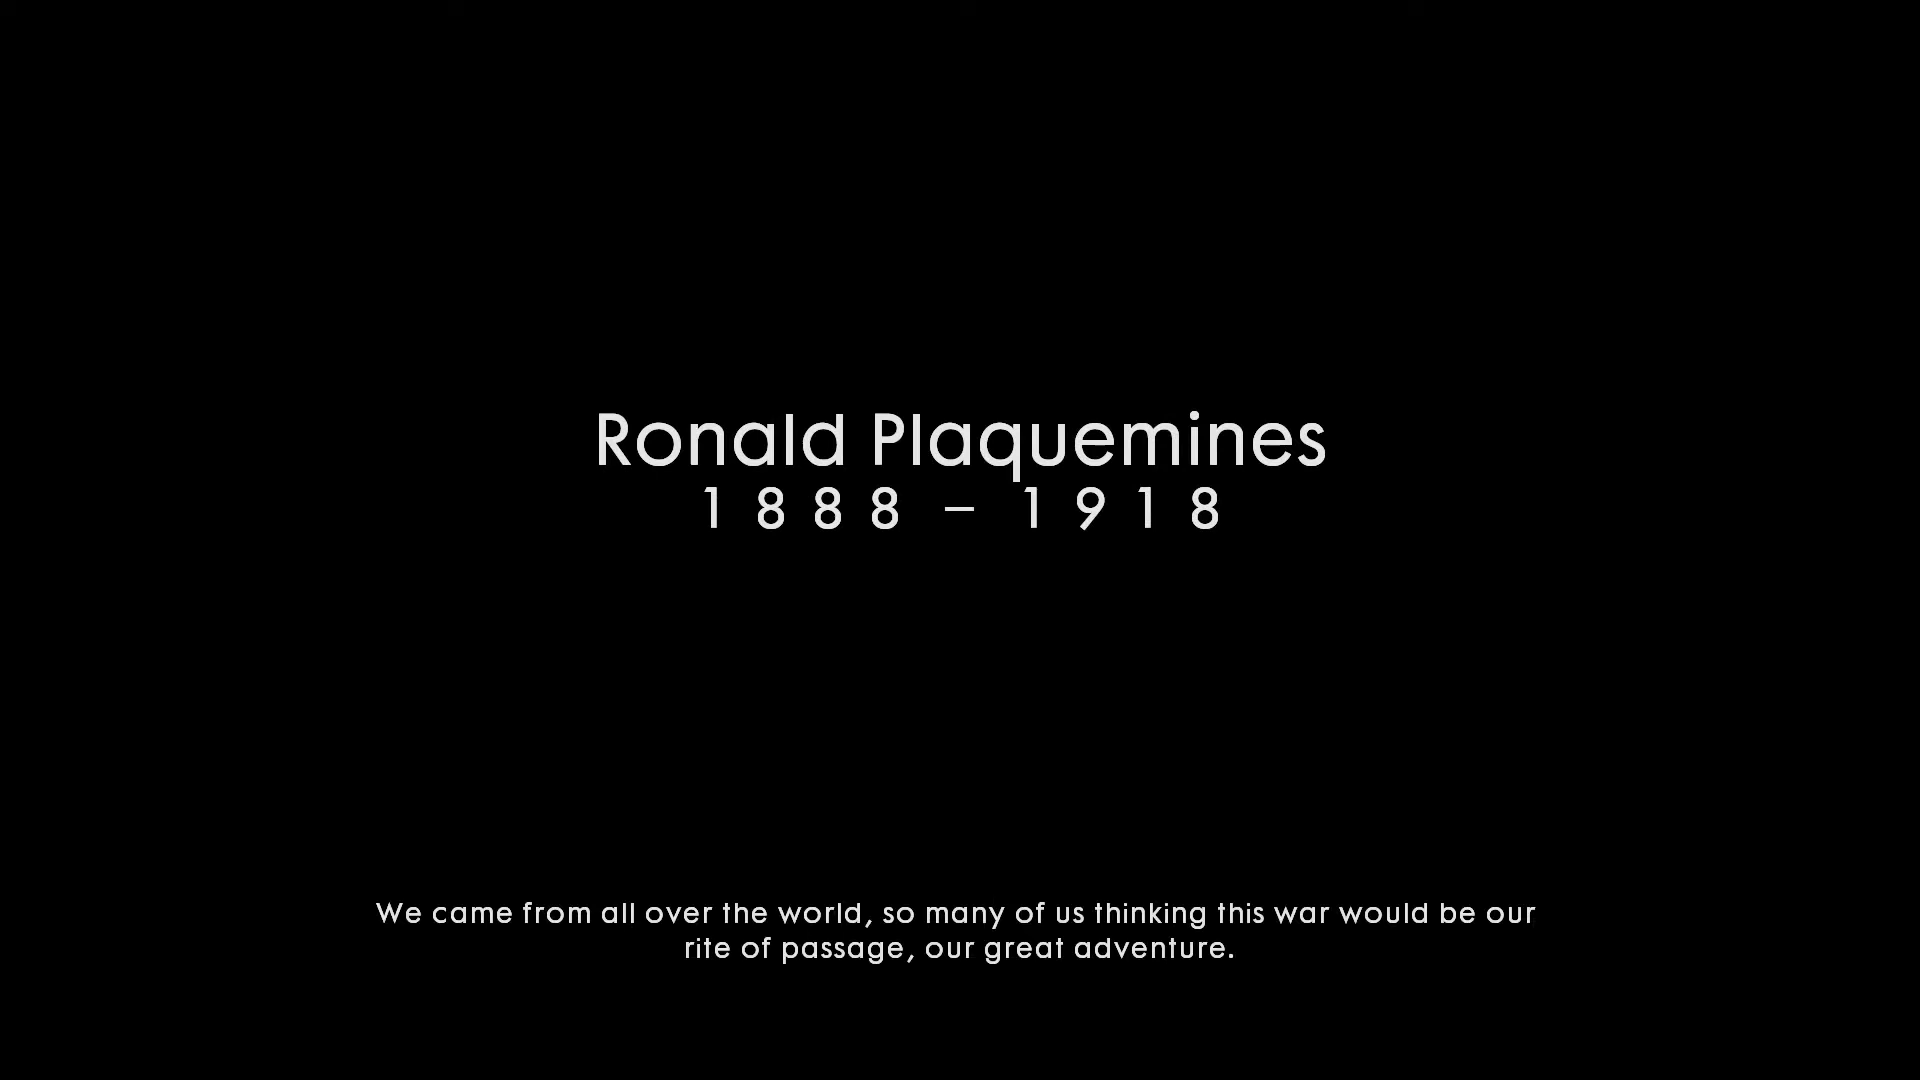 Ronald Plaquemines
1888 – 1918
We came from all over the world, so many of us thinking this war would be our
rite of passage, our great adventure.